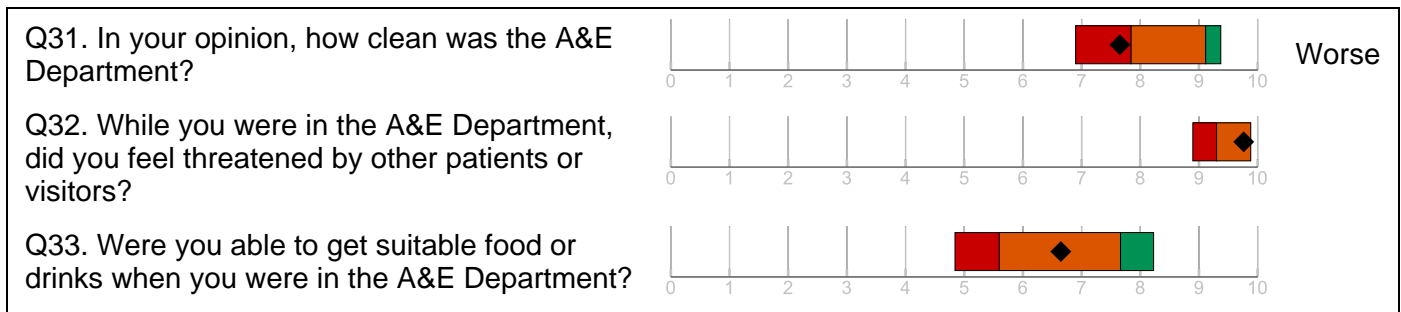 Q31. In your opinion, how clean was the A&E
Department?
Worse
0 1 2 3 4 5 6 7 8 9 10
Q32. While you were in the A&E Department,
did you feel threatened by other patients or
visitors?
0 1 2 3 4 5 6 7 8 9 10
Q33. Were you able to get suitable food or
drinks when you were in the A&E Department?
0 1 2 3 4 5 6 7 8 9 10